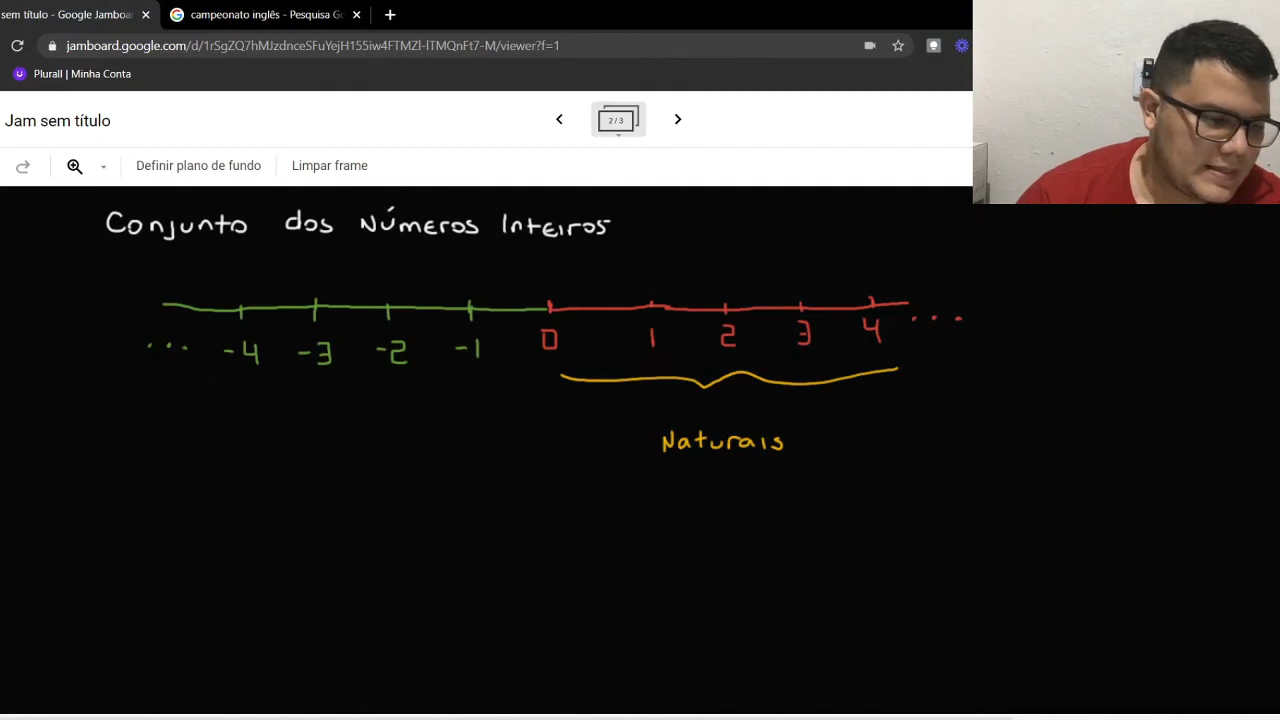 sem título - Google Jamboa
campeonato inglês - Pesquisa Go
jamboard.google.com/d/1rSgZQ7hMJzdnceSFuYejH155iw4FTMZl-lTMQnFt7-M/viewer?f=1
Plurall | Minha Conta
Jam sem título
2 / 3
Definir plano de fundo
Limpar frame
Conjunto dos Números Inteiros
... -4 -3 -2 -1 0 1 2 3 4 ...
Naturais